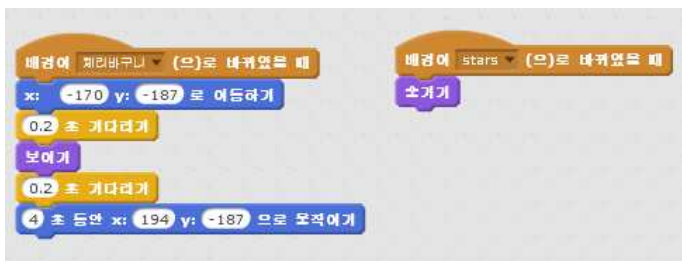 배경이 체리바구니 (으)로 바뀌었을 때
x: -170 y: -187 로 이동하기
0.2 초 기다리기
보이기
0.2 초 기다리기
4 초 동안 x: 194 y: -187 으로 움직이기
배경이 stars (으)로 바뀌었을 때
숨기기